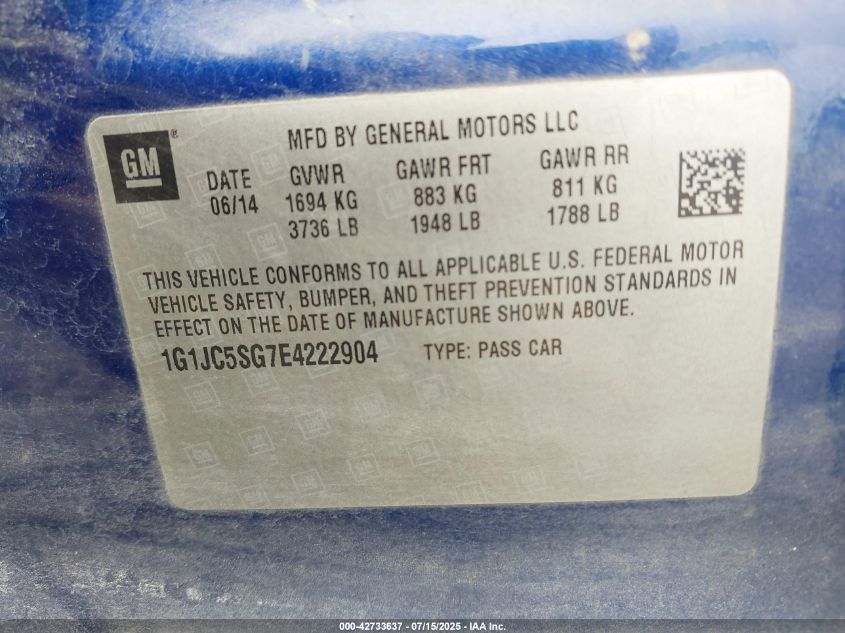 GM ®
MFD BY GENERAL MOTORS LLC
DATE GVWR GAWR FRT GAWR RR
06/14 1694 KG 883 KG 811 KG
3736 LB 1948 LB 1788 LB
THIS VEHICLE CONFORMS TO ALL APPLICABLE U.S. FEDERAL MOTOR
VEHICLE SAFETY, BUMPER, AND THEFT PREVENTION STANDARDS IN
EFFECT ON THE DATE OF MANUFACTURE SHOWN ABOVE.
1G1JC5SG7E4222904 TYPE: PASS CAR
000-42733637 - 07/15/2025 - IAA Inc.